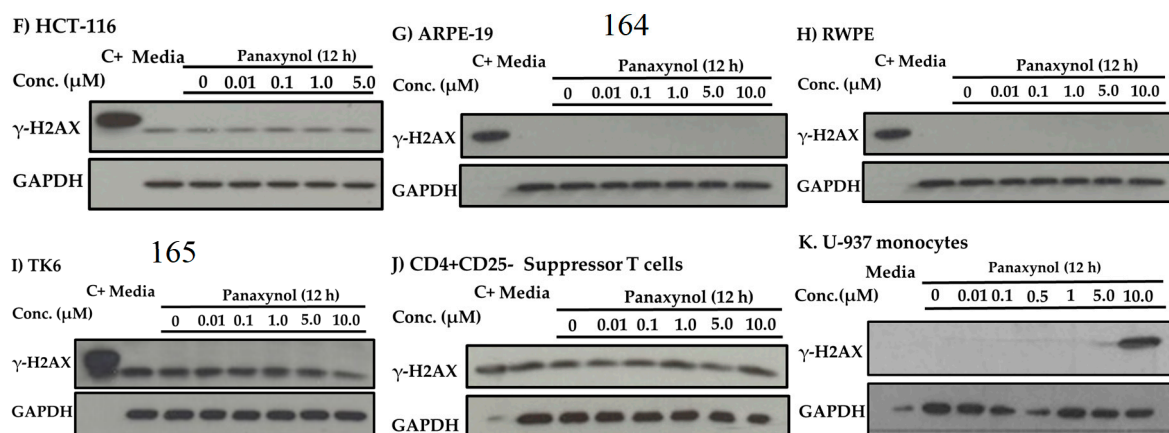 F) HCT-116
C+ Media Panaxynol (12 h)
Conc. (μM) 0 0.01 0.1 1.0 5.0
γ-H2AX
GAPDH
164
G) ARPE-19
C+ Media Panaxynol (12 h)
Conc. (μM) 0 0.01 0.1 1.0 5.0 10.0
γ-H2AX
GAPDH
H) RWPE
C+ Media Panaxynol (12 h)
Conc. (μM) 0 0.01 0.1 1.0 5.0 10.0
γ-H2AX
GAPDH
165
I) TK6
C+ Media Panaxynol (12 h)
Conc. (μM) 0 0.01 0.1 1.0 5.0 10.0
γ-H2AX
GAPDH
J) CD4+CD25- Suppressor T cells
C+ Media Panaxynol (12 h)
Conc. (μM) 0 0.01 0.1 1.0 5.0 10.0
γ-H2AX
GAPDH
K. U-937 monocytes
Media Panaxynol (12 h)
Conc.(μM) 0 0.01 0.1 0.5 1 5.0 10.0
γ-H2AX
GAPDH